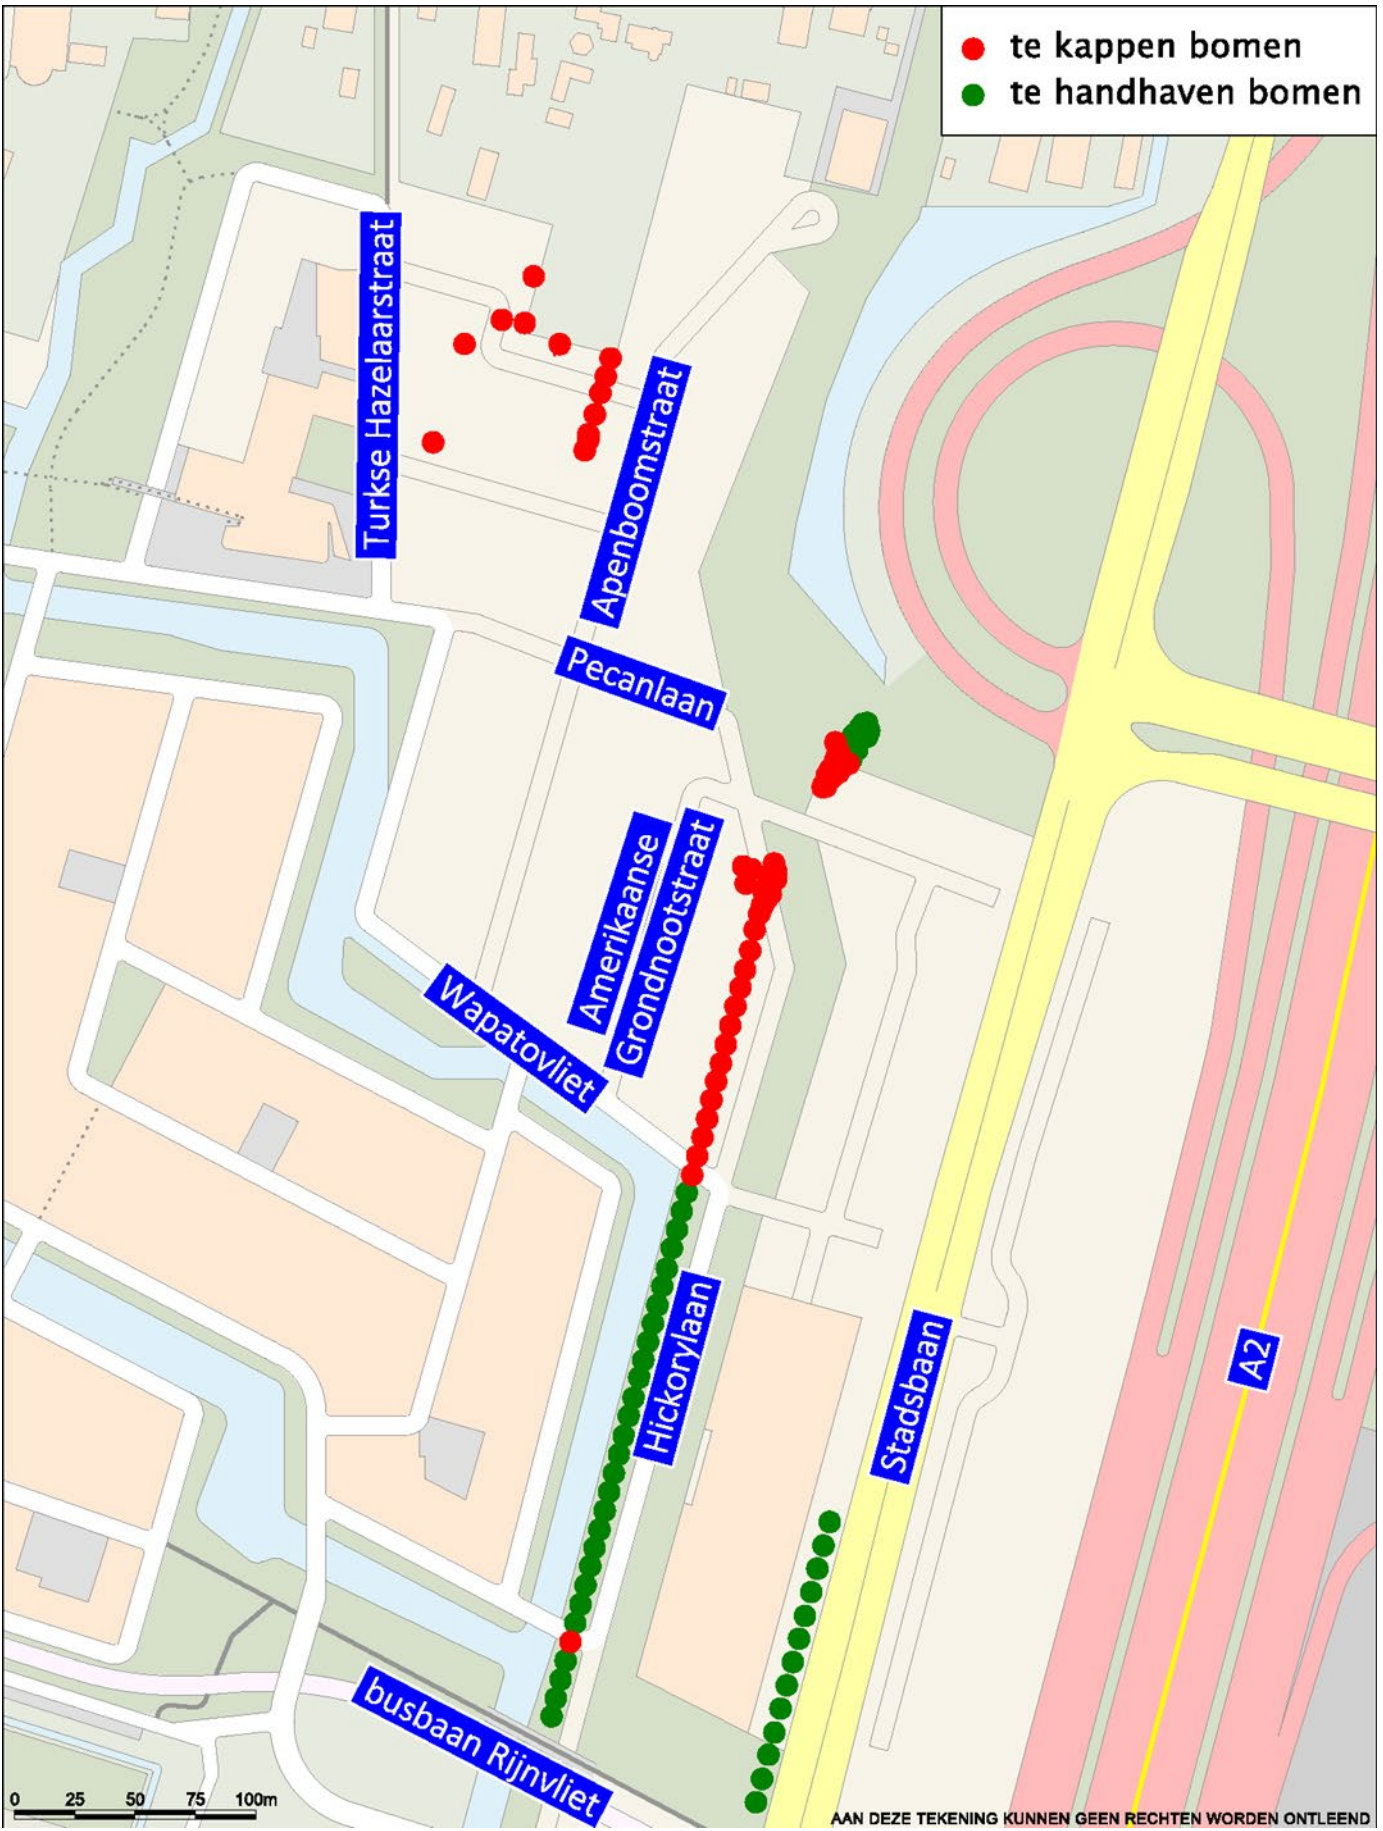 te kappen bomen
te handhaven bomen
Turkse Hazelaarstraat
Apenboomstraat
Pecanlaan
Amerikaanse
Grondnootstraat
Wapatovliet
Hickorylaan
Stadsbaan
A2
busbaan Rijnvliet
0 25 50 75 100m
AAN DEZE TEKENING KUNNEN GEEN RECHTEN WORDEN ONTLEEND